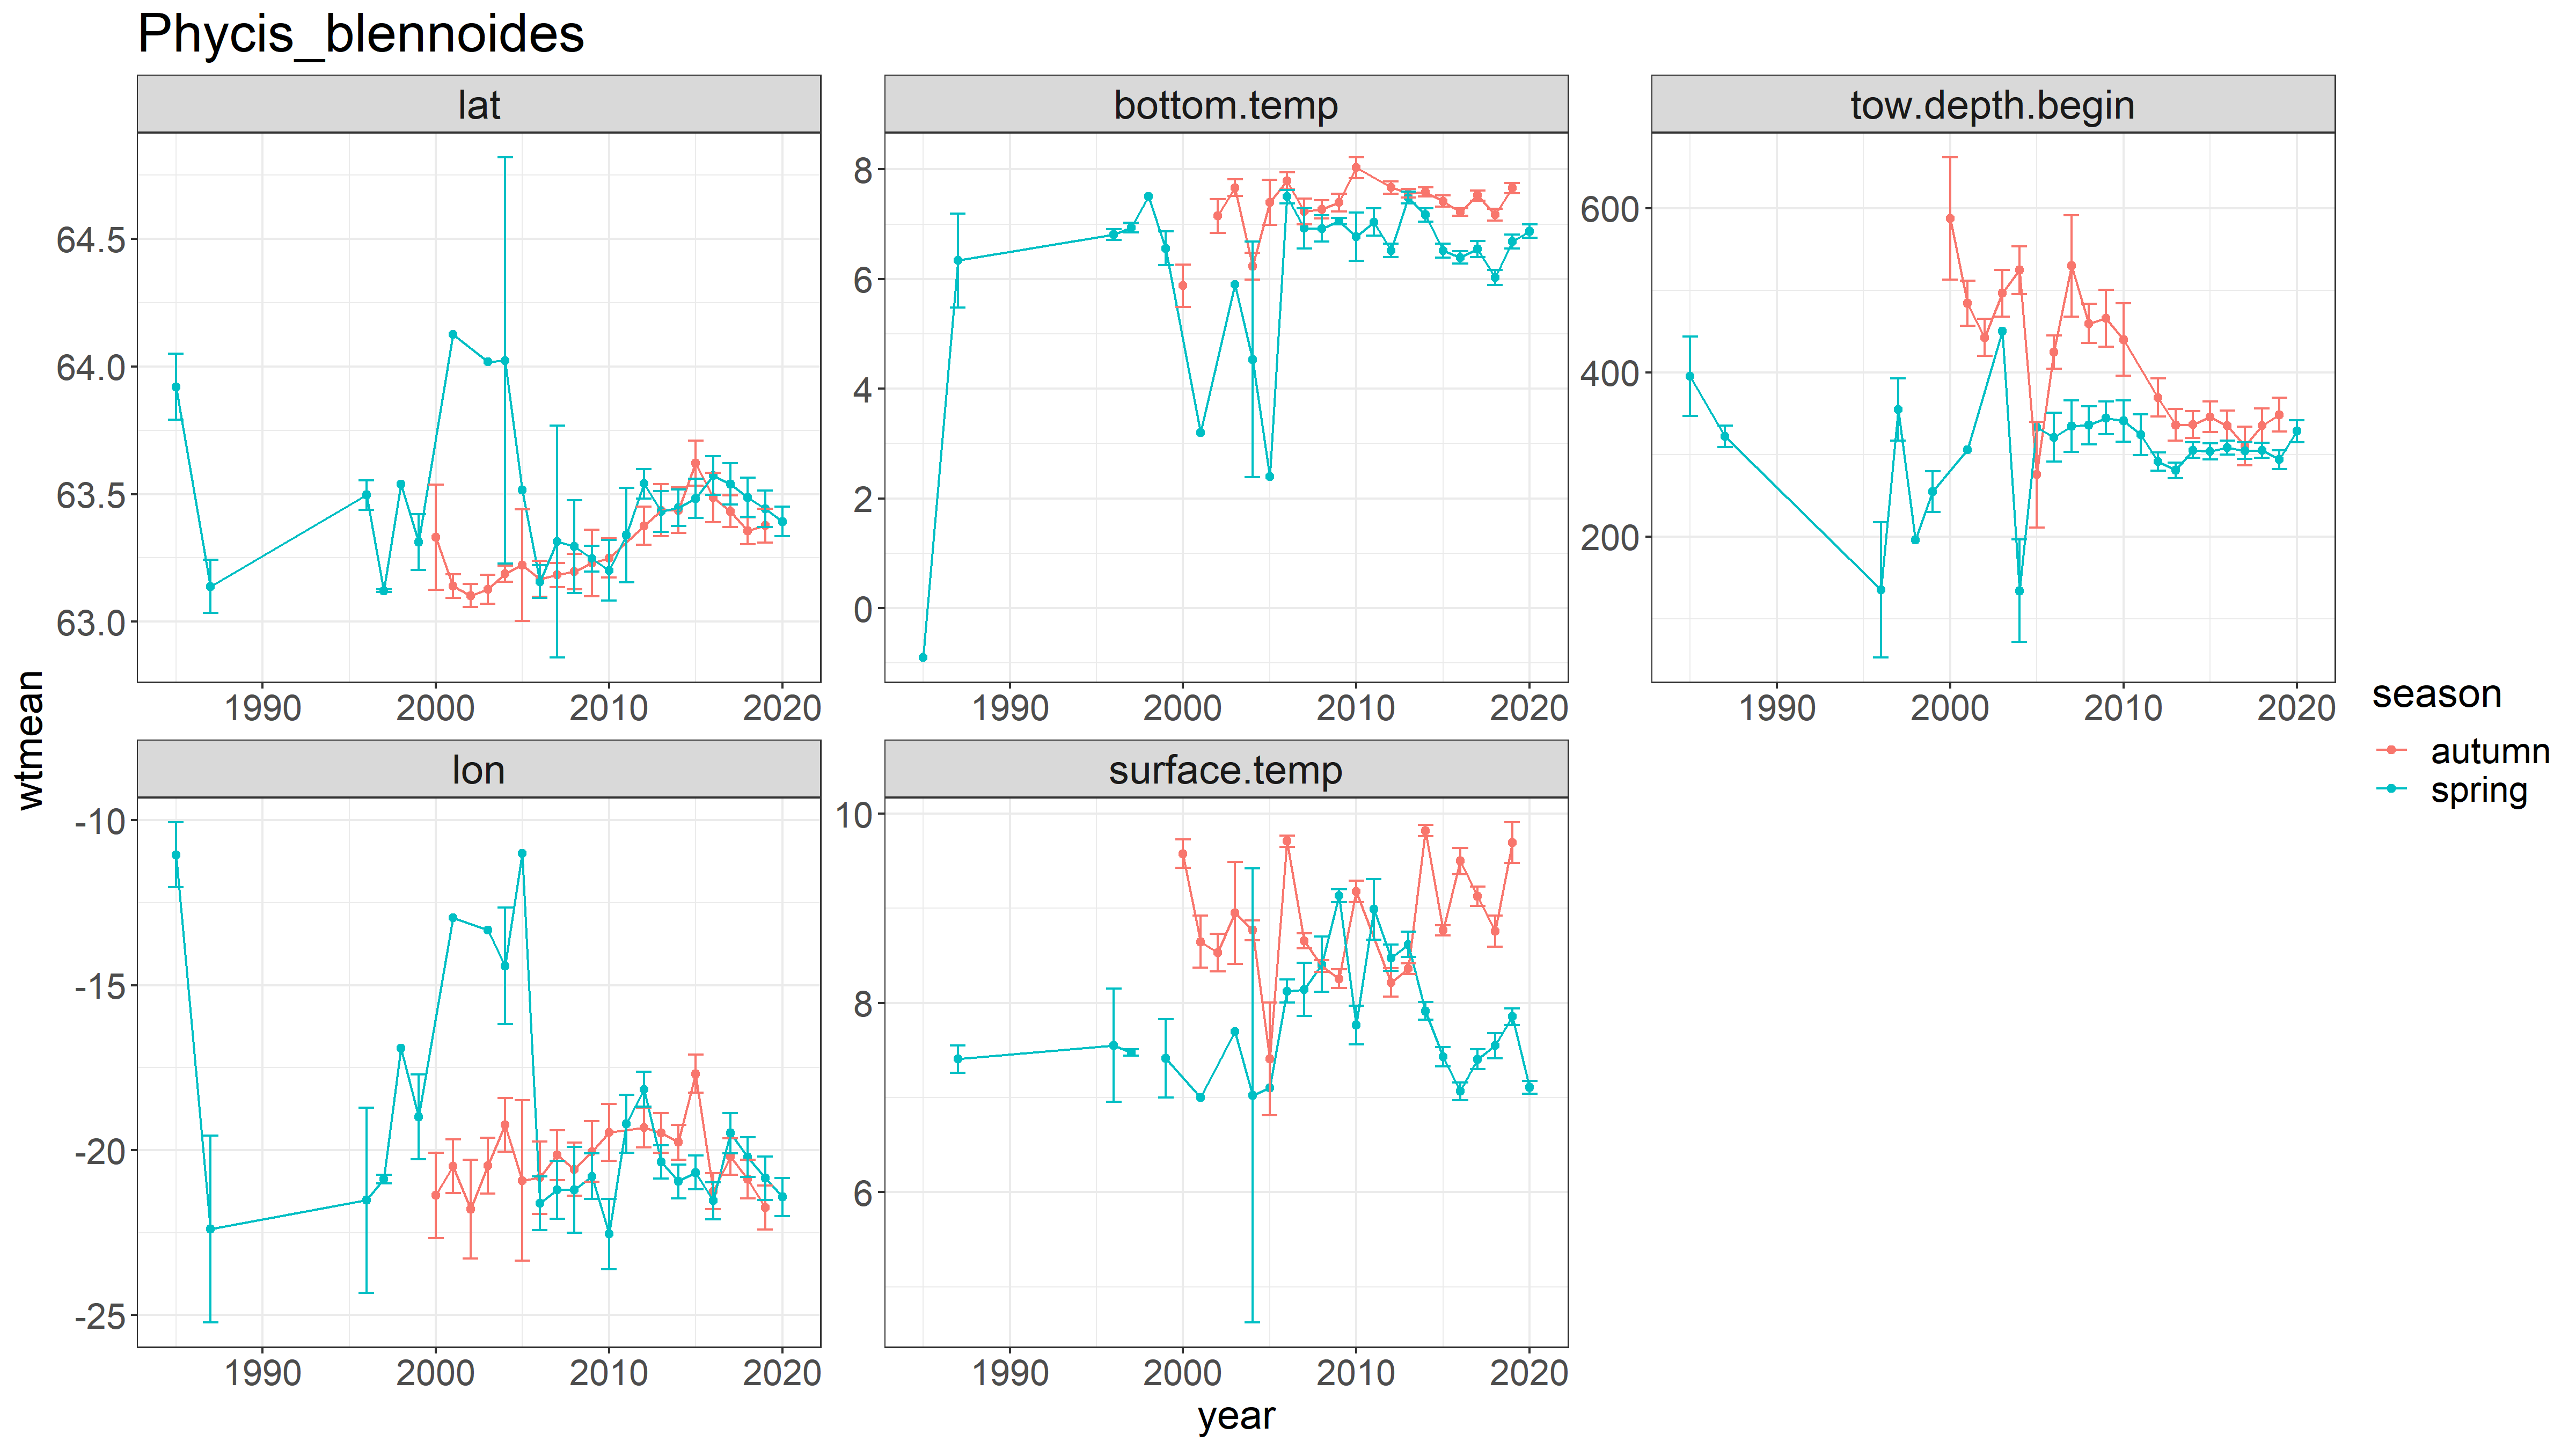 Phycis_blennoides
lat
bottom.temp
tow.depth.begin
64.5
64.0
63.5
63.0
8
6
4
2
0
600
400
200
1990 2000 2010 2020
1990 2000 2010 2020
1990 2000 2010 2020
lon
surface.temp
-10
-15
-20
-25
10
8
6
1990 2000 2010 2020
1990 2000 2010 2020
wtmean
year
season
autumn
spring